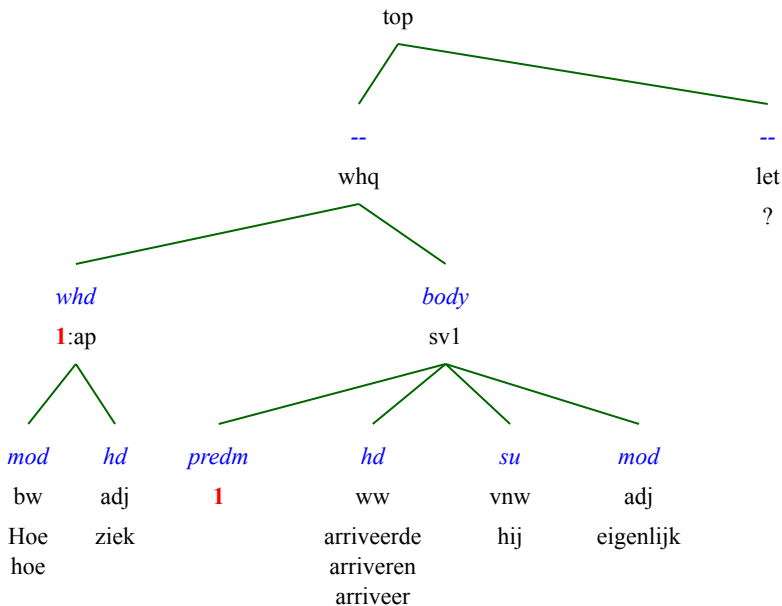 top
-- --
whq let
?
whd body
1:ap sv1
mod hd predm hd su mod
bw adj 1 ww vnw adj
Hoe ziek arriveerde hij eigenlijk
hoe arriveren
arriveer